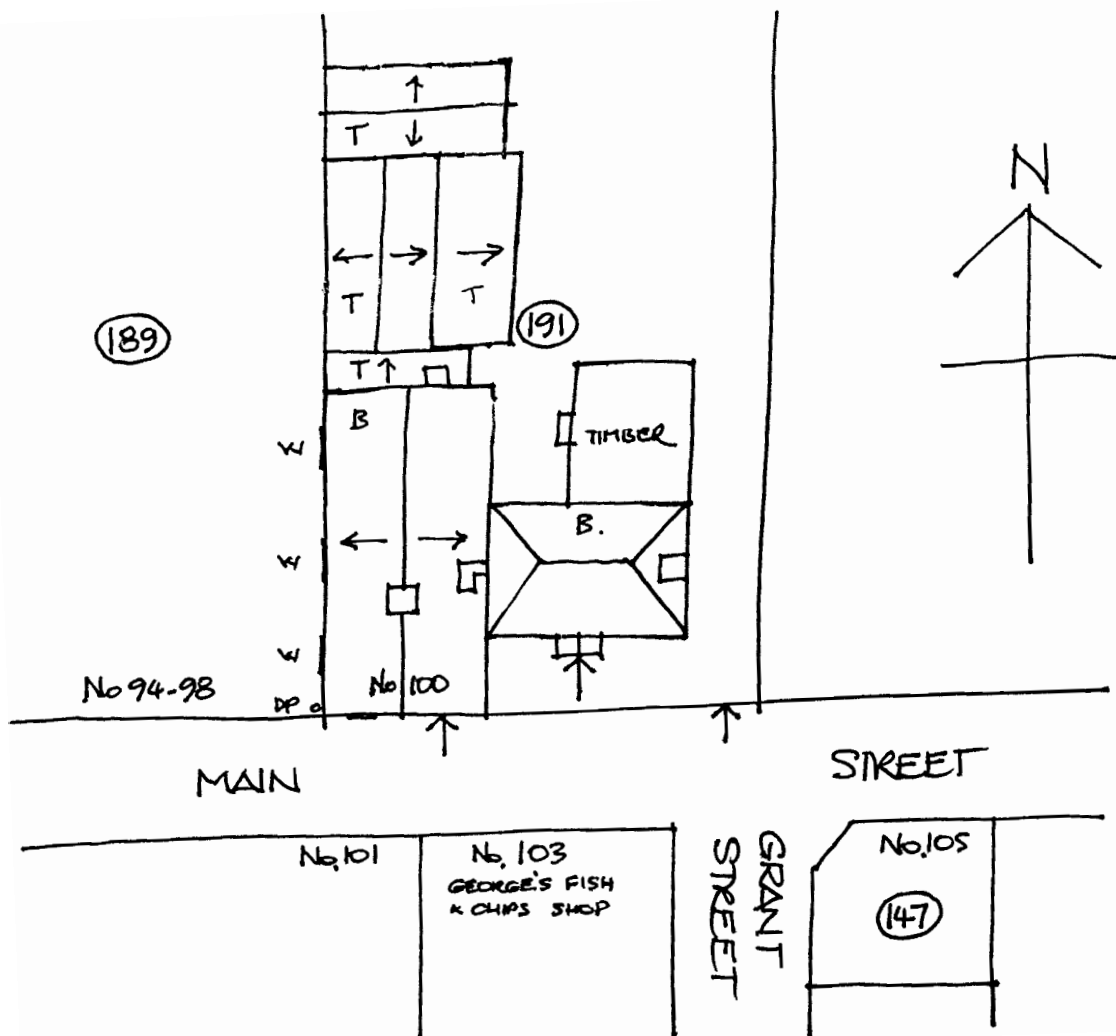 N
T
T
T
189
191
T
B
TIMBER
W
B.
W
W
No 94-98
No 100
DP
MAIN
STREET
No. 101
No. 103
GEORGE'S FISH
& CHIPS SHOP
GRANT
STREET
No. 105
147